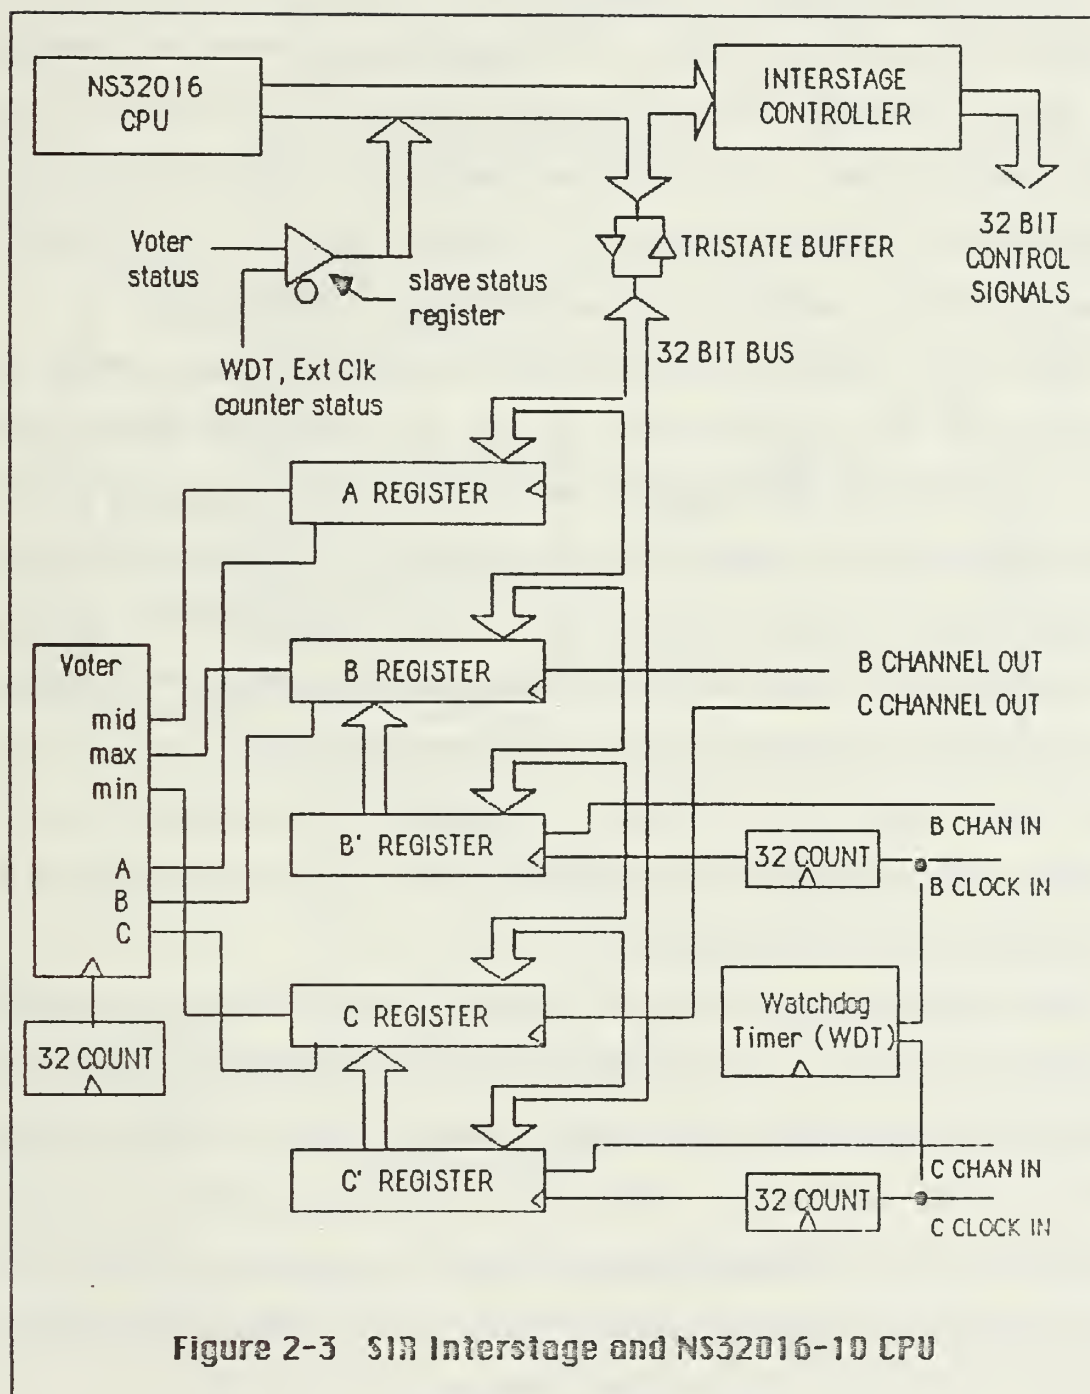 NS32016
CPU
INTERSTAGE
CONTROLLER
32 BIT
CONTROL
SIGNALS
Voter
status
slave status
register
WDT, Ext Clk
counter status
TRISTATE BUFFER
32 BIT BUS
A REGISTER
Voter
mid
max
min
A
B
C
32 COUNT
B REGISTER
B CHANNEL OUT
C CHANNEL OUT
B' REGISTER
B CHAN IN
32 COUNT
B CLOCK IN
C REGISTER
Watchdog
Timer (WDT)
C' REGISTER
C CHAN IN
32 COUNT
C CLOCK IN
Figure 2-3 SIR Interstage and NS32016-10 CPU